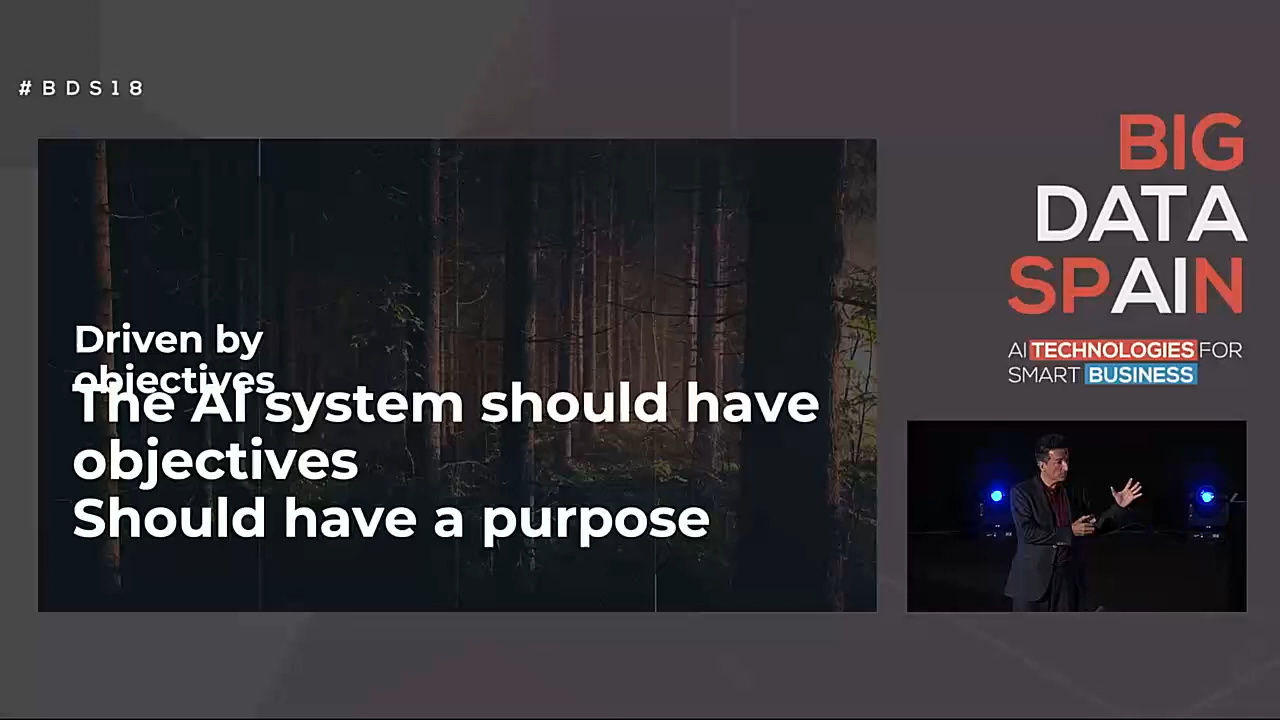 #BDS18
Driven by
objectives
The AI system should have
objectives
Should have a purpose
BIG
DATA
SPAIN
AI TECHNOLOGIES FOR
SMART BUSINESS